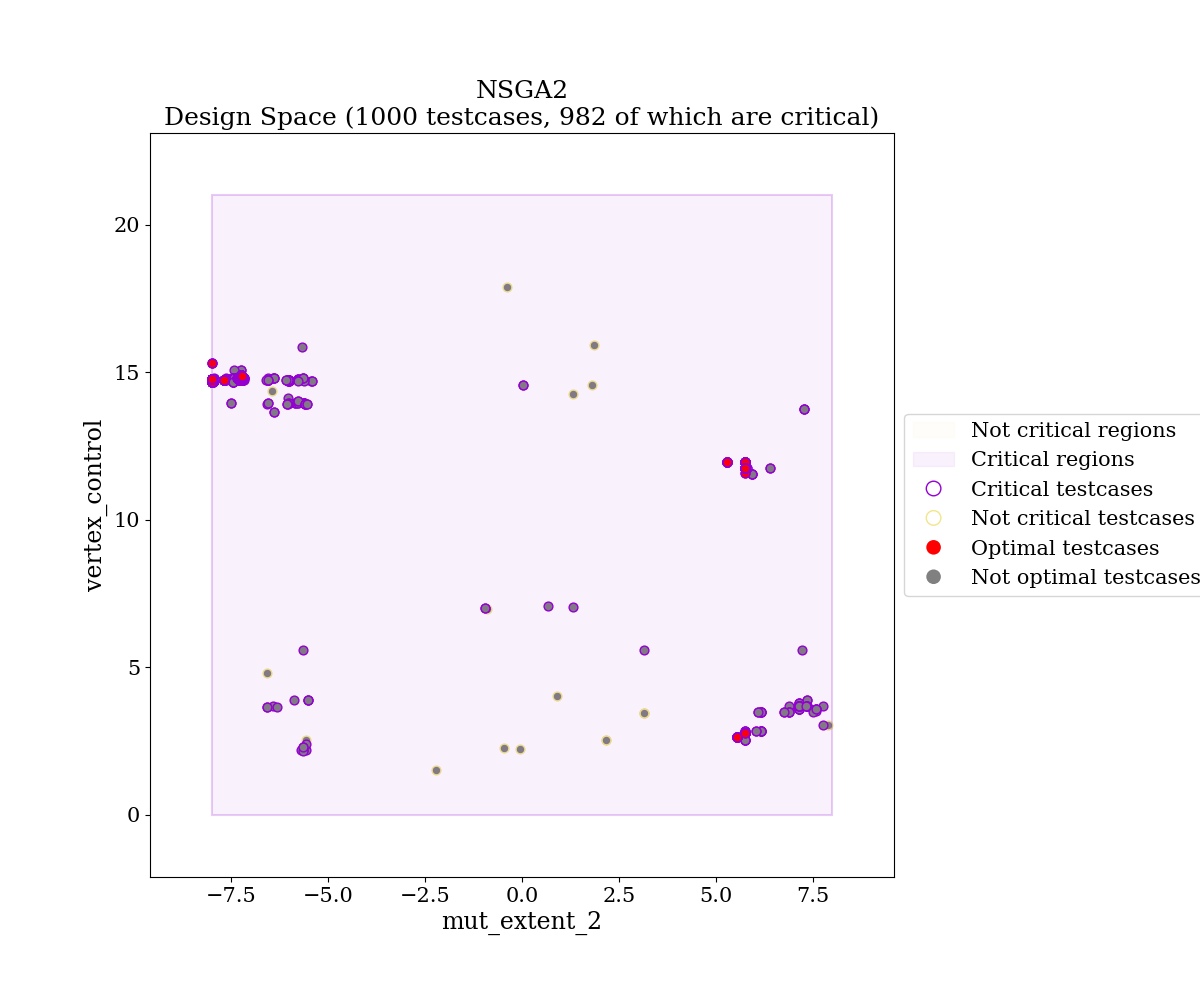 NSGA2
Design Space (1000 testcases, 982 of which are critical)
20
15
10
5
0
vertex_control
−7.5
−5.0
−2.5
0.0
2.5
5.0
7.5
mut_extent_2
Not critical regions
Critical regions
Critical testcases
Not critical testcases
Optimal testcases
Not optimal testcases